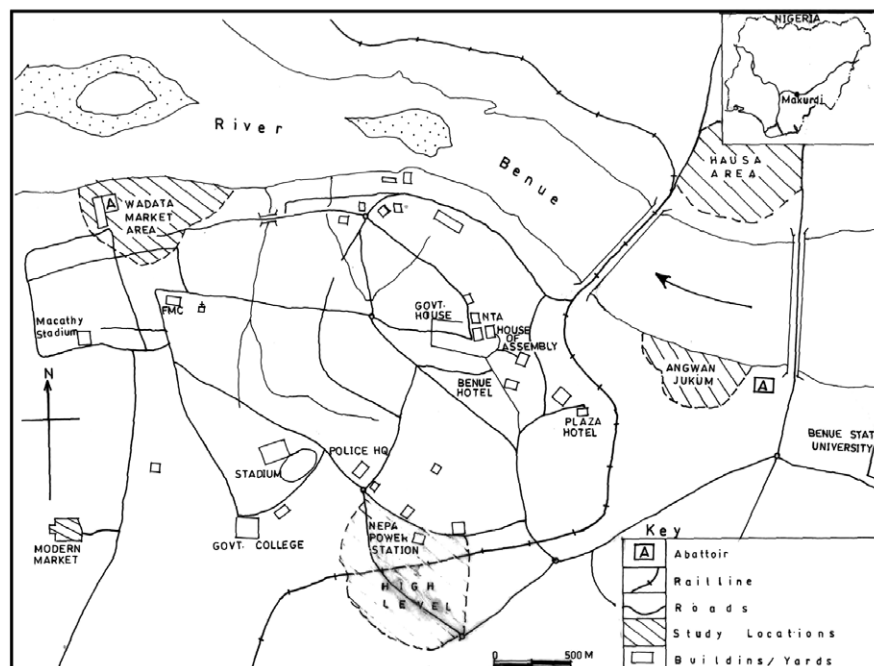 NIGERIA
Makurdi
River
Benue
HAUSA
AREA
A
WADATA
MARKET
AREA
FMC
Macathy
Stadium
GOVT.
HOUSE
NTA
HOUSE
OF
ASSEMBLY
BENUE
HOTEL
PLAZA
HOTEL
ANGWAN
JUKUM
A
BENUE STAT
UNIVERSITY
N
STADIUM
POLICE HQ
GOVT. COLLEGE
MODERN
MARKET
NEPA
POWER
STATION
HIGH
LEVEL
0 500 M
Key
A Abattoir
Raitline
Roads
Study Locations
Buildins/Yards